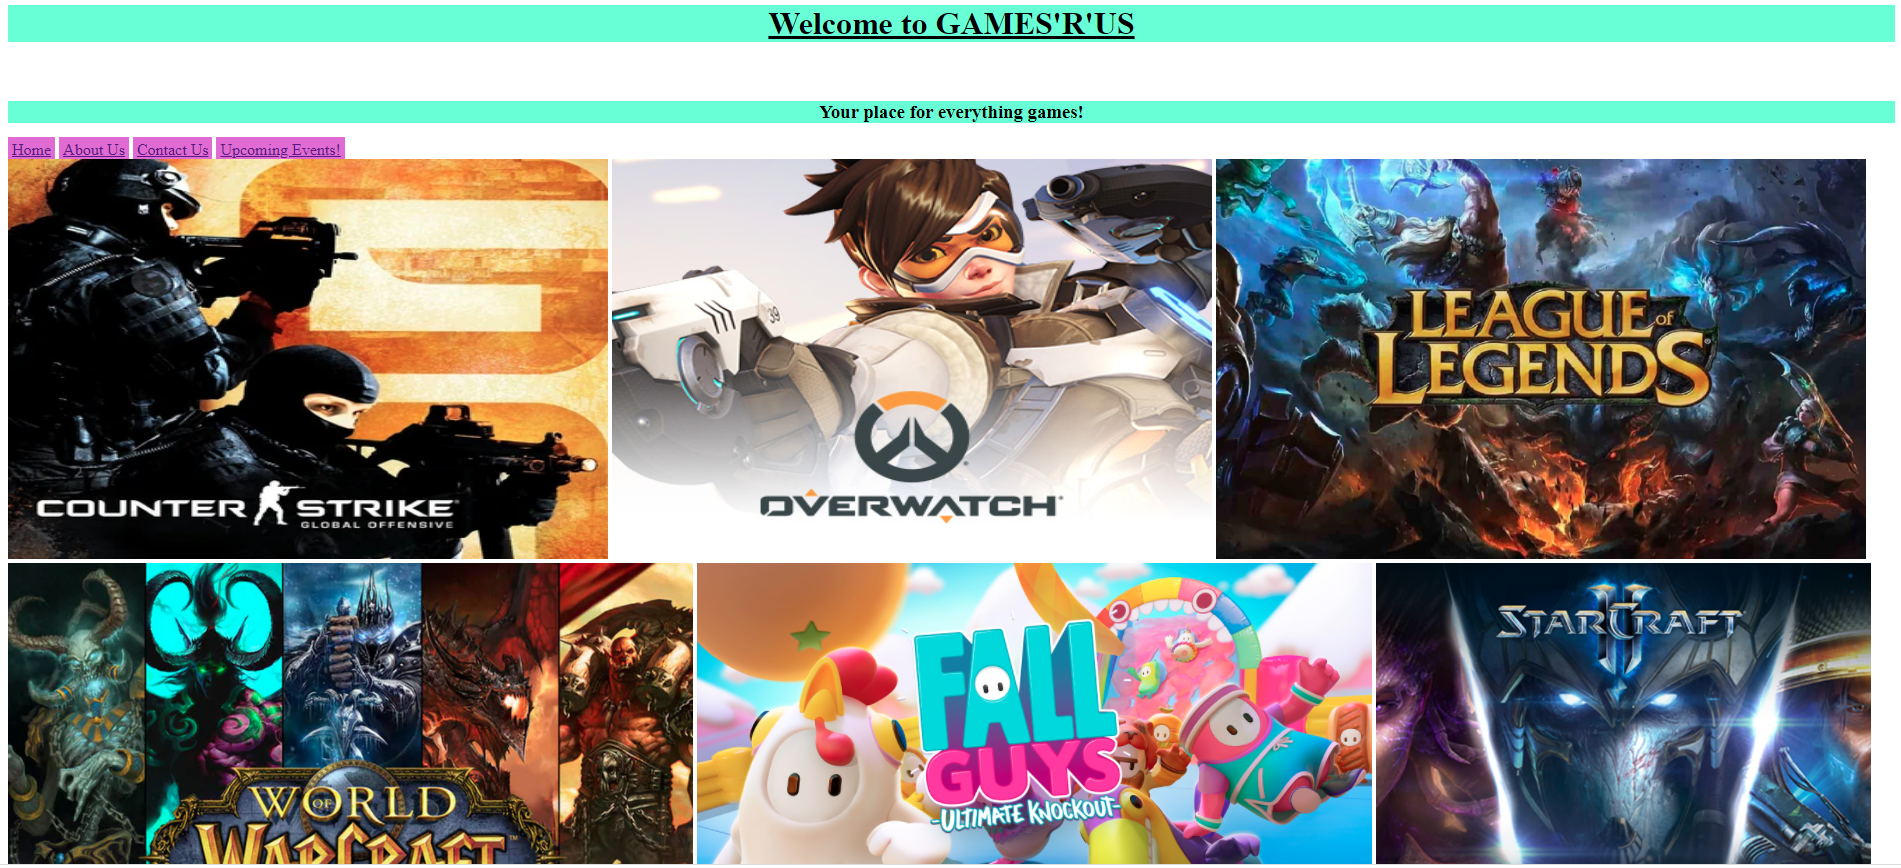 Welcome to GAMES'R'US
Your place for everything games!
Home About Us Contact Us Upcoming Events!
39
COUNTER STRIKE
GLOBAL OFFENSIVE
OVERWATCH
LEAGUE of
LEGENDS
WORLD
OF
WARCRAFT
FALL
GUYS
-ULTIMATE KNOCKOUT-
STARCRAFT
II